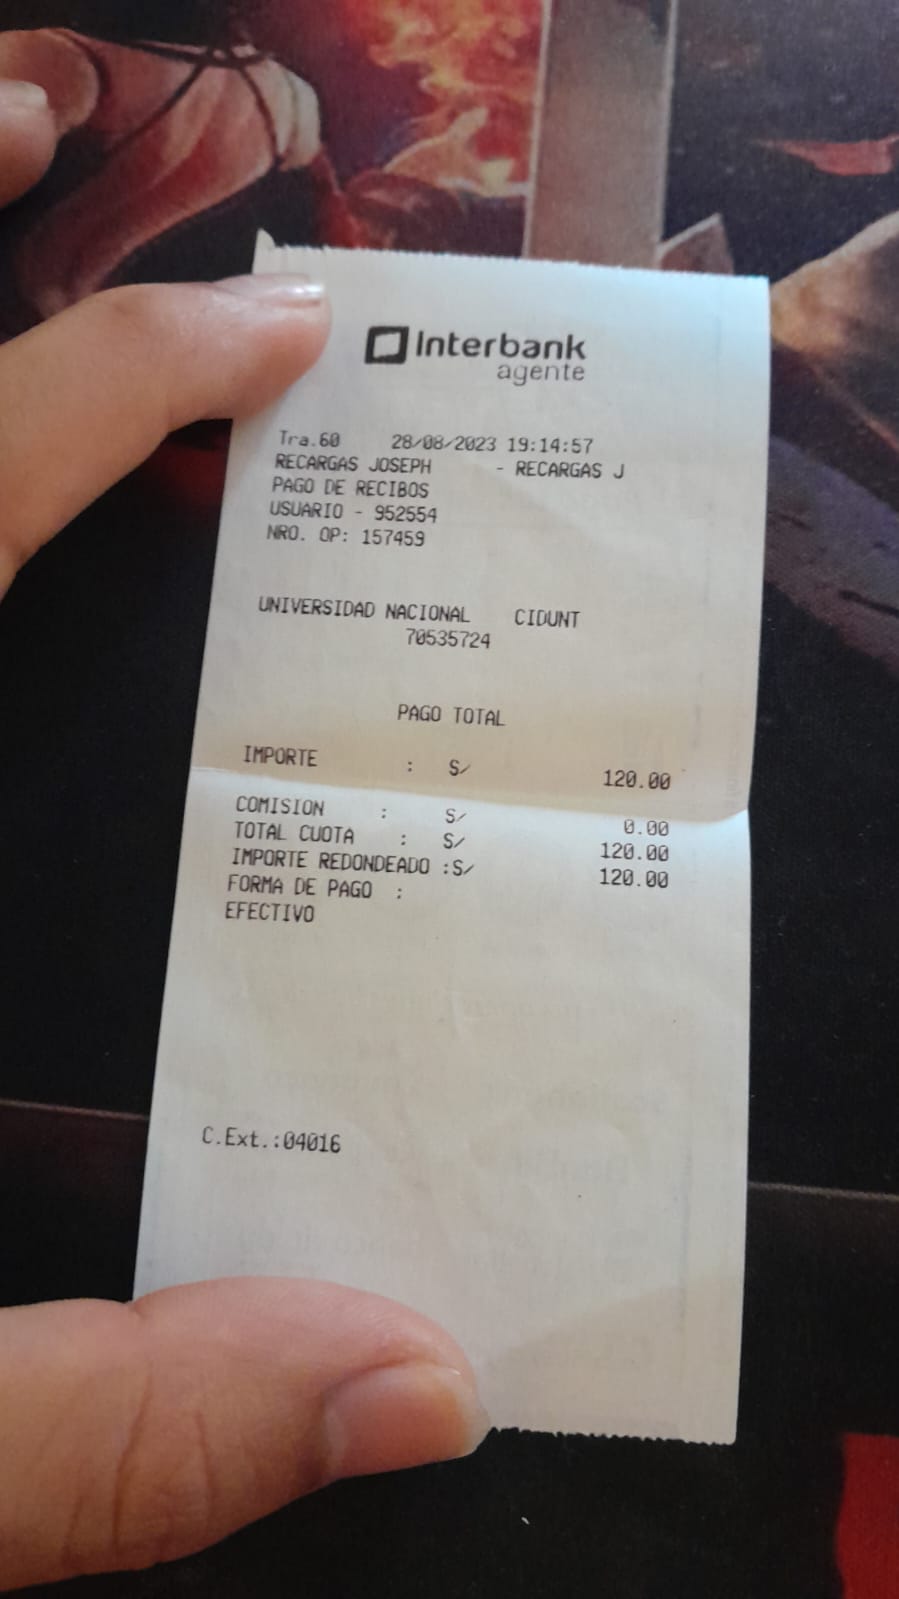 Interbank
agente
Tra.60 28/08/2023 19:14:57
RECARGAS JOSEPH - RECARGAS J
PAGO DE RECIBOS
USUARIO - 952554
NRO. OP: 157459
UNIVERSIDAD NACIONAL CIDUNT
70535724
PAGO TOTAL
IMPORTE : S/ 120.00
COMISION : S/ 0.00
TOTAL CUOTA : S/ 120.00
IMPORTE REDONDEADO :S/ 120.00
FORMA DE PAGO :
EFECTIVO
C.Ext.:04016